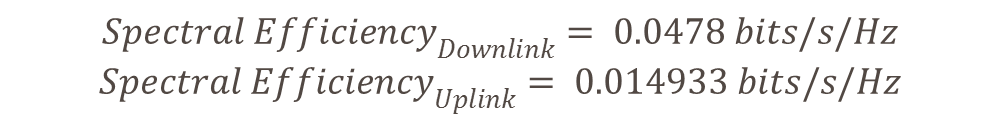 Spectral Efficiency_Downlink = 0.0478 bits/s/Hz
Spectral Efficiency_Uplink = 0.014933 bits/s/Hz